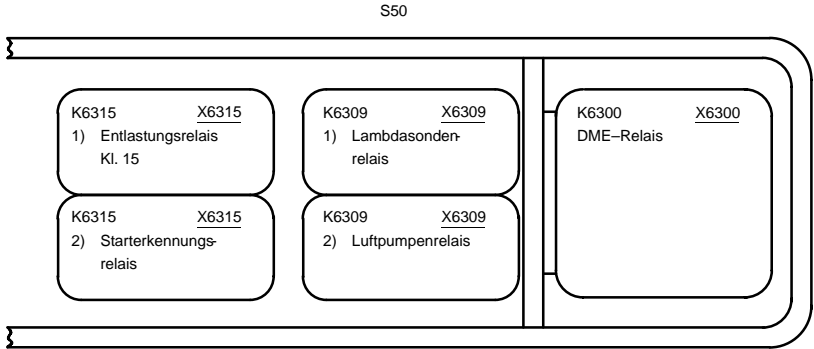 S50
K6315 X6315
1) Entlastungsrelais
Kl. 15
K6309 X6309
1) Lambdasonden-
relais
K6300 X6300
DME–Relais
K6315 X6315
2) Starterkennungs-
relais
K6309 X6309
2) Luftpumpenrelais